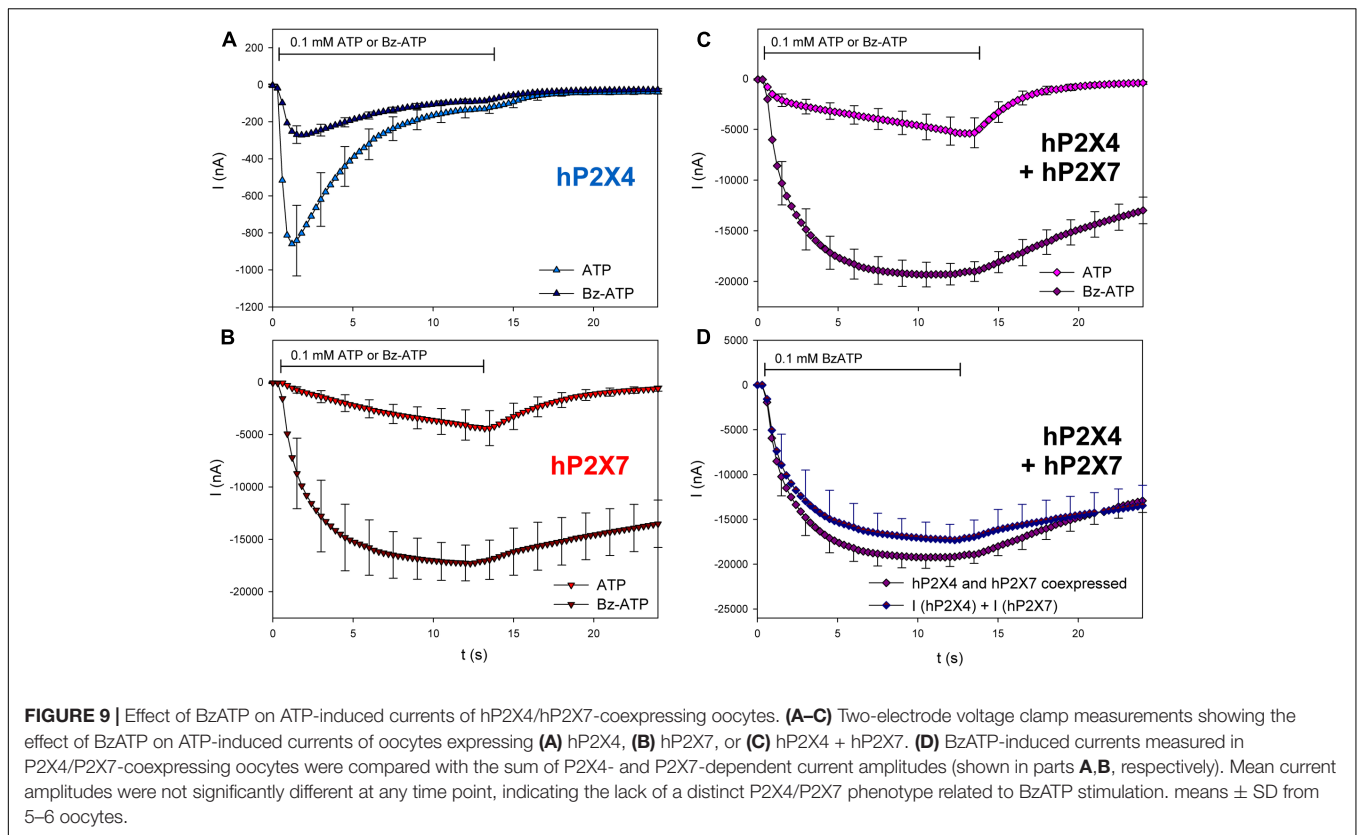 A
0.1 mM ATP or Bz-ATP
200
0
-200
-400
-600
-800
-1000
-1200
I (nA)
hP2X4
ATP
Bz-ATP
0 5 10 15 20
B
0.1 mM ATP or Bz-ATP
0
-5000
-10000
-15000
-20000
I (nA)
hP2X7
ATP
Bz-ATP
0 5 10 15 20
t (s)
C
0.1 mM ATP or Bz-ATP
0
-5000
-10000
-15000
-20000
I (nA)
hP2X4
+ hP2X7
ATP
Bz-ATP
0 5 10 15 20
D
0.1 mM BzATP
5000
0
-5000
-10000
-15000
-20000
-25000
I (nA)
hP2X4
+ hP2X7
hP2X4 and hP2X7 coexpressed
I (hP2X4) + I (hP2X7)
0 5 10 15 20
t (s)
FIGURE 9 | Effect of BzATP on ATP-induced currents of hP2X4/hP2X7-coexpressing oocytes. (A–C) Two-electrode voltage clamp measurements showing the
effect of BzATP on ATP-induced currents of oocytes expressing (A) hP2X4, (B) hP2X7, or (C) hP2X4 + hP2X7. (D) BzATP-induced currents measured in
P2X4/P2X7-coexpressing oocytes were compared with the sum of P2X4- and P2X7-dependent current amplitudes (shown in parts A,B, respectively). Mean current
amplitudes were not significantly different at any time point, indicating the lack of a distinct P2X4/P2X7 phenotype related to BzATP stimulation. means ± SD from
5–6 oocytes.